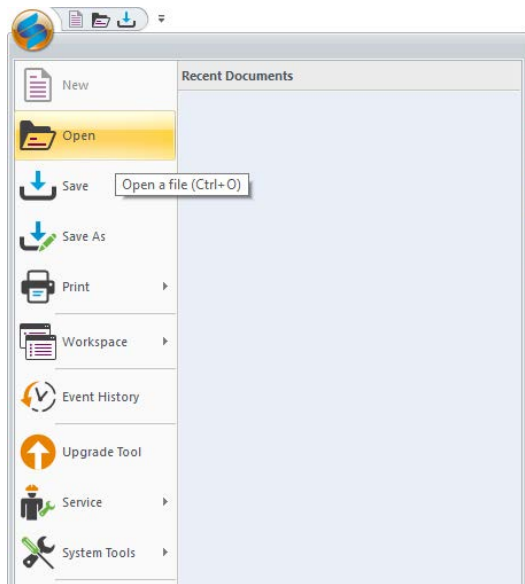 New
Recent Documents
Open
Save
Open a file (Ctrl+O)
Save As
Print
Workspace
Event History
Upgrade Tool
Service
System Tools